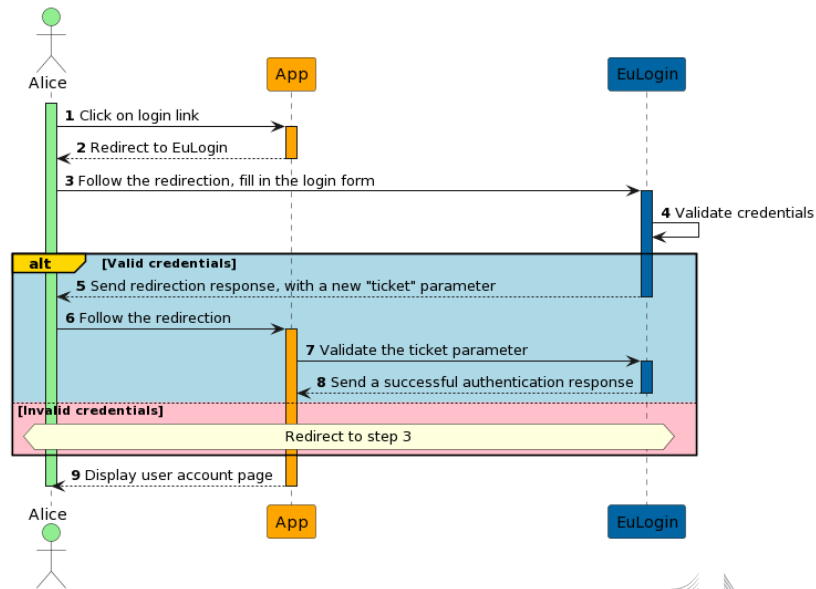 Alice
App
EuLogin
1 Click on login link
2 Redirect to EuLogin
3 Follow the redirection, fill in the login form
4 Validate credentials
alt [Valid credentials]
5 Send redirection response, with a new "ticket" parameter
6 Follow the redirection
7 Validate the ticket parameter
8 Send a successful authentication response
[Invalid credentials]
Redirect to step 3
9 Display user account page
Alice
App
EuLogin